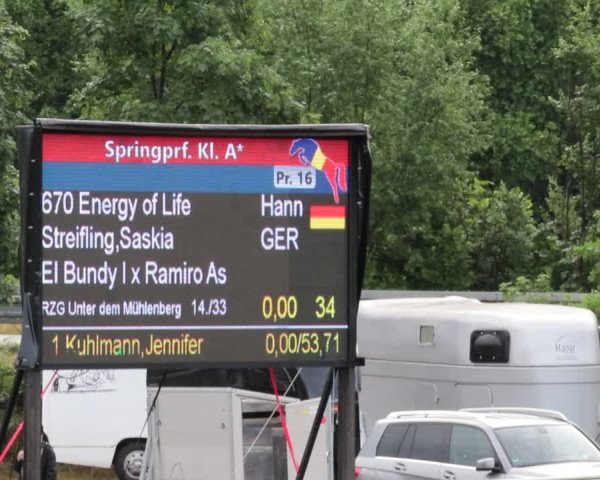 Springprf. Kl. A*
Pr. 16
670 Energy of Life Hann
Streifling,Saskia GER
El Bundy I x Ramiro As
RZG Unter dem Mühlenberg 14./33 0,00 34
1 Kuhlmann,Jennifer 0,00/53,71